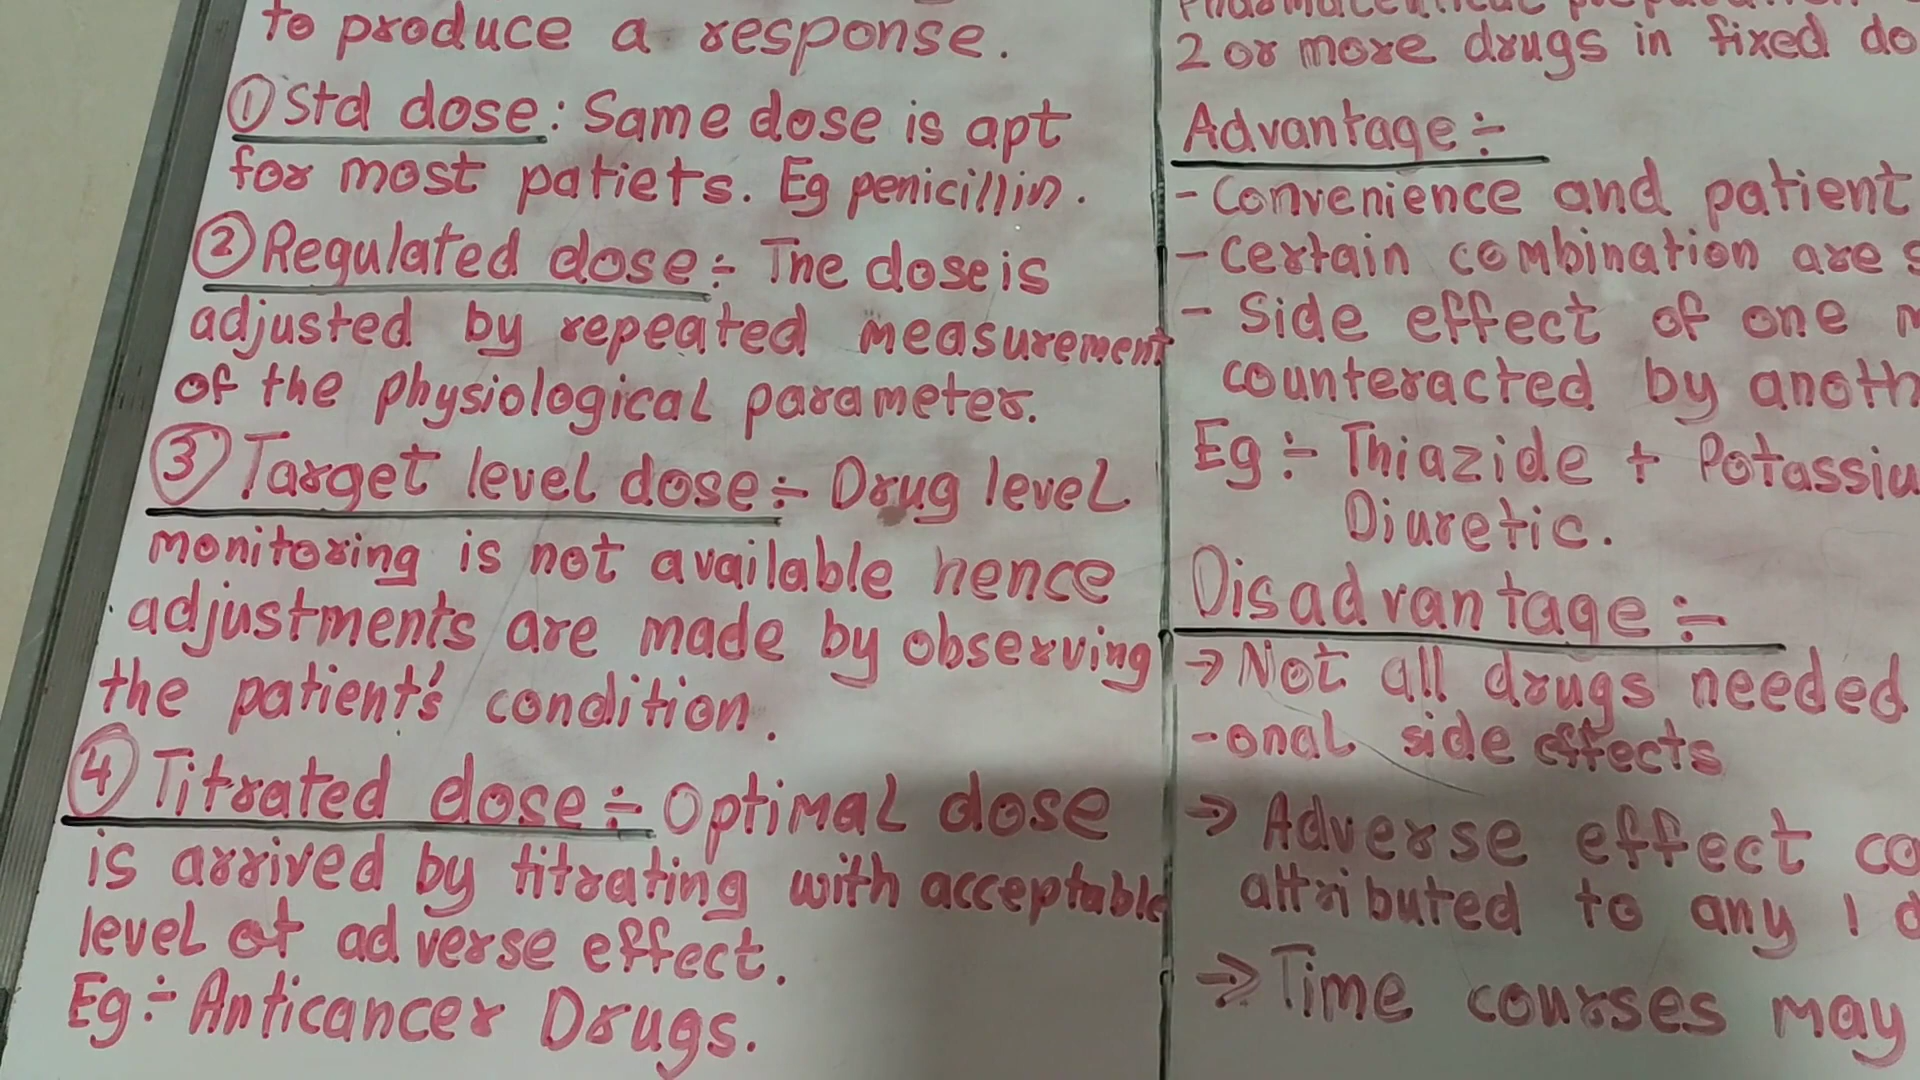 to produce a response.
① Std dose: Same dose is apt
for most patiets. Eg penicillin.
② Regulated dose:- The dose is
adjusted by repeated measurement
of the physiological parameter.
③ Target level dose:- Drug level
monitoring is not available hence
adjustments are made by observing
the patient's condition.
④ Titrated dose:- Optimal dose
is arrived by titrating with acceptable
level of adverse effect.
Eg:- Anticancer Drugs.
2 or more drugs in fixed do
Advantage:-
- Convenience and patient
- Certain combination are s
- Side effect of one m
counteracted by anoth
Eg:- Thiazide + Potassiu
Diuretic.
Disadvantage:-
→ Not all drugs needed
-onal side effects
→ Adverse effect co
attributed to any 1 d
→ Time courses may